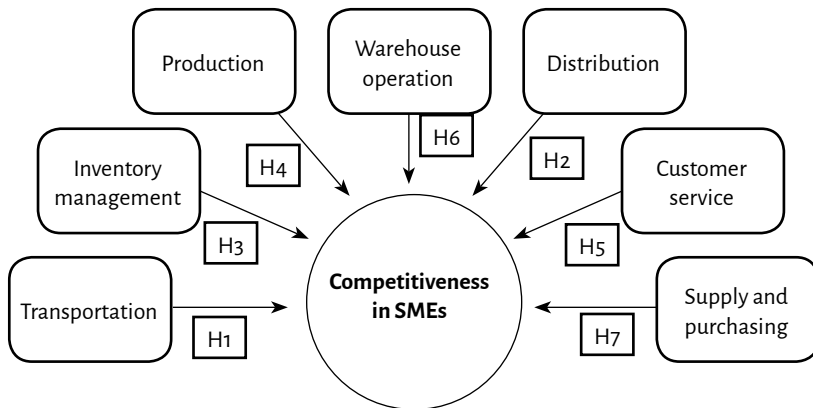 Production
Warehouse
operation
Distribution
H4
H6
H2
Inventory
management
Customer
service
H3
H5
Competitiveness
in SMEs
Transportation
Supply and
purchasing
H1
H7